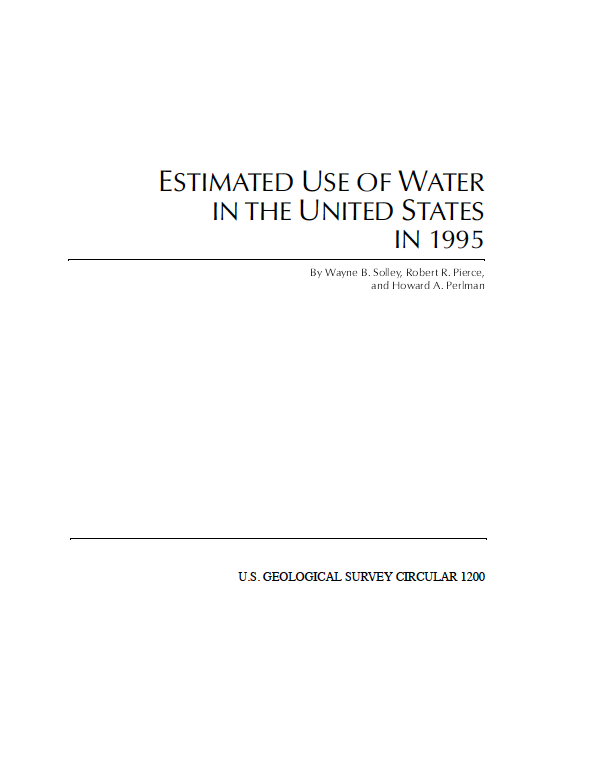 ESTIMATED USE OF WATER
IN THE UNITED STATES
IN 1995
By Wayne B. Solley, Robert R. Pierce,
and Howard A. Perlman
U.S. GEOLOGICAL SURVEY CIRCULAR 1200